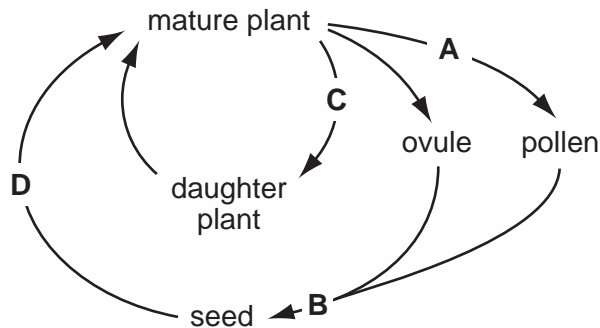 mature plant
A
C
ovule
pollen
D
daughter
plant
B
seed